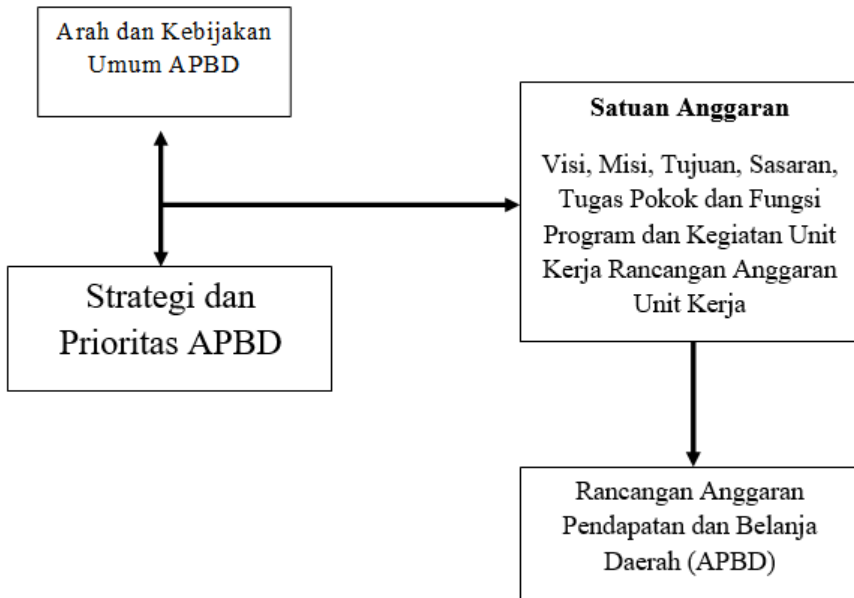 Arah dan Kebijakan
Umum APBD
Strategi dan
Prioritas APBD
Satuan Anggaran
Visi, Misi, Tujuan, Sasaran,
Tugas Pokok dan Fungsi
Program dan Kegiatan Unit
Kerja Rancangan Anggaran
Unit Kerja
Rancangan Anggaran
Pendapatan dan Belanja
Daerah (APBD)